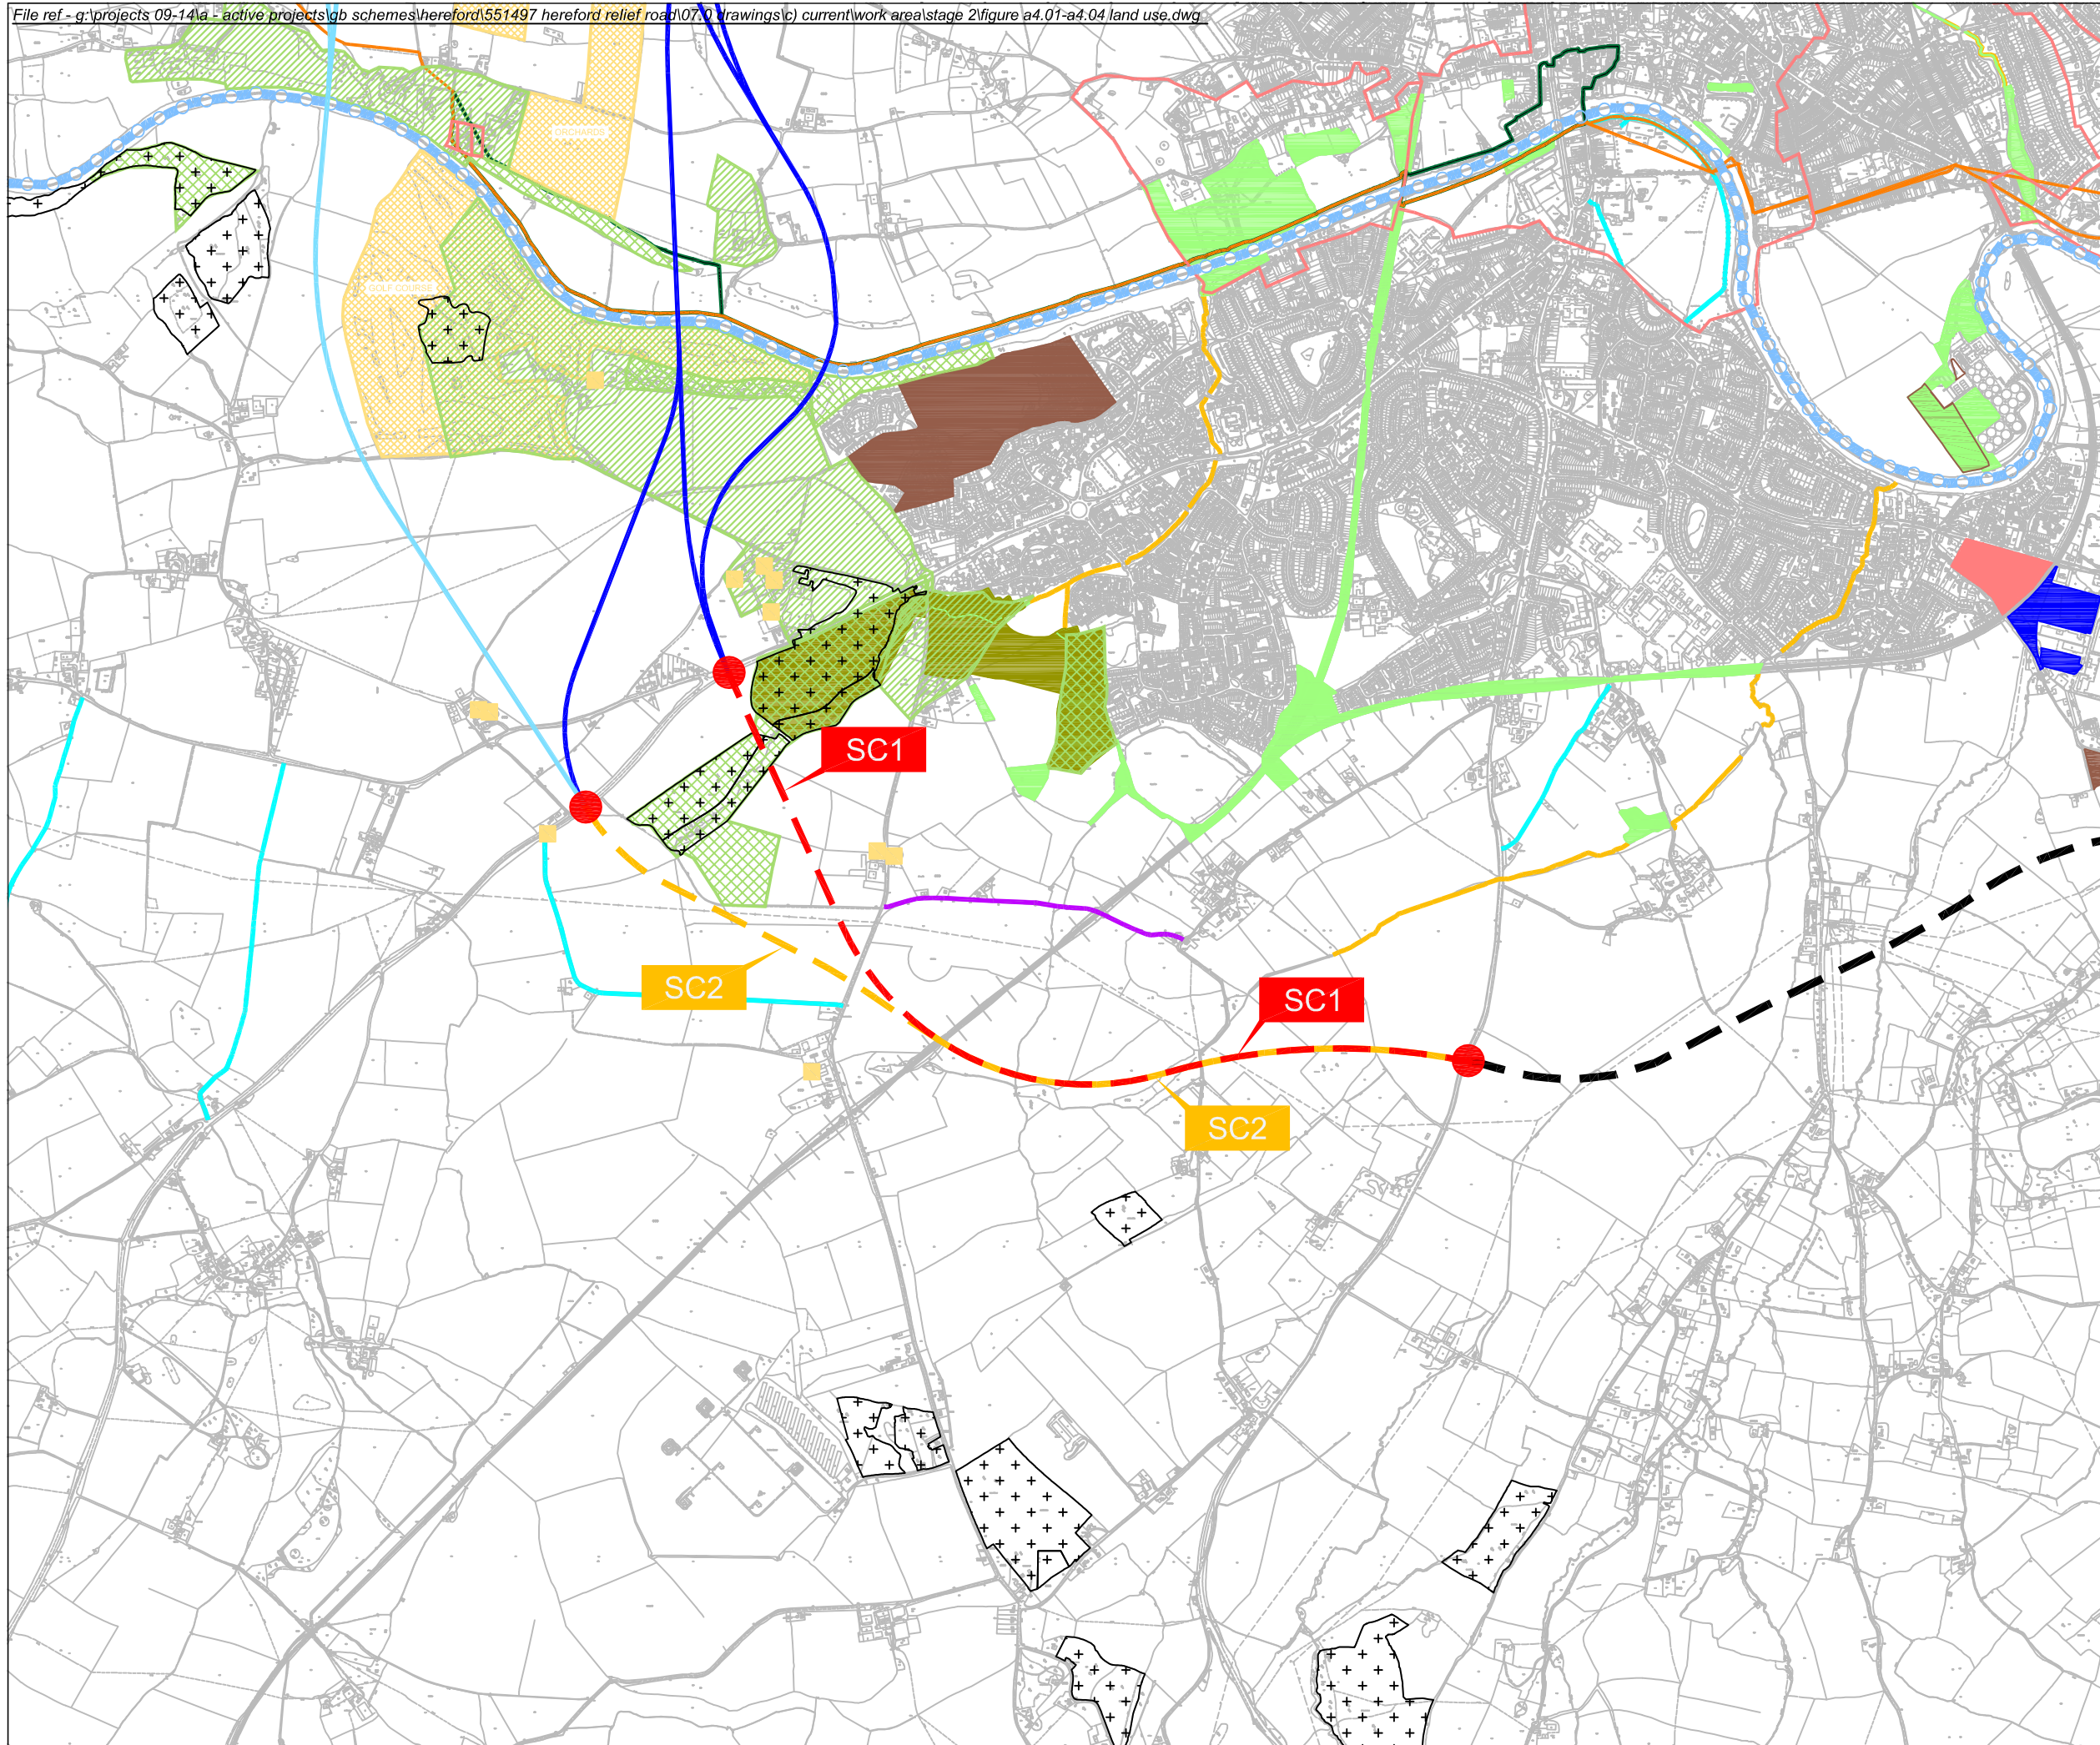 File ref - g:\projects 09-14\a - active projects\gb schemes\hereford\551497 hereford relief road\07.0 drawings\c) current work area\stage 2\figure a4.01-a4.04 land use.dwg
ORCHARDS
GOLF COURSE
SC1
SC2
SC1
SC2